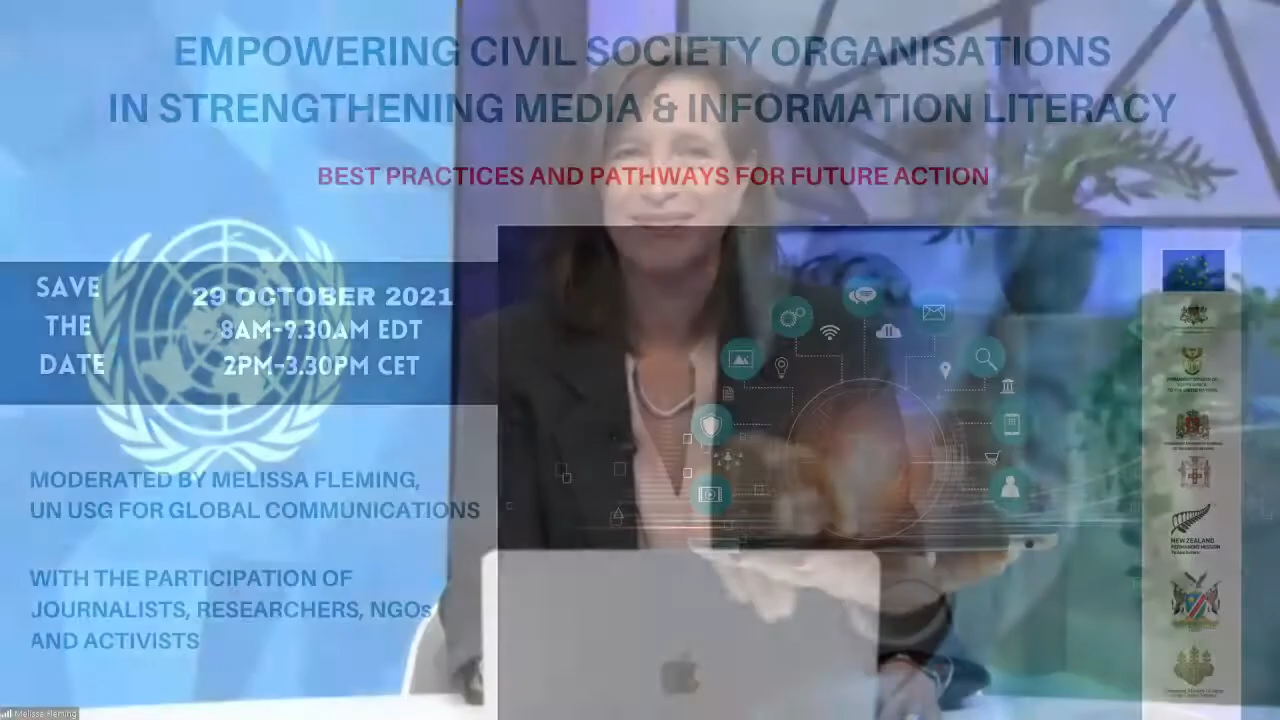 EMPOWERING CIVIL SOCIETY ORGANISATIONS
IN STRENGTHENING MEDIA & INFORMATION LITERACY
BEST PRACTICES AND PATHWAYS FOR FUTURE ACTION
SAVE
THE
DATE
29 OCTOBER 2021
8AM-9.30AM EDT
2PM-3.30PM CET
MODERATED BY MELISSA FLEMING,
UN USG FOR GLOBAL COMMUNICATIONS
WITH THE PARTICIPATION OF
JOURNALISTS, RESEARCHERS, NGOs
AND ACTIVISTS
NEW ZEALAND
PERMANENT MISSION
Melissa Fleming